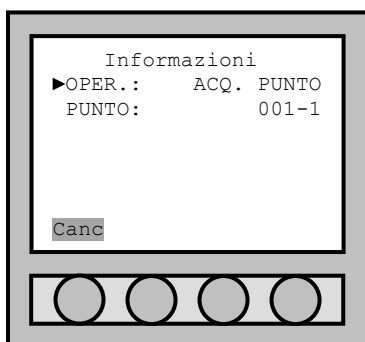 Informazioni
►OPER.: ACQ. PUNTO
PUNTO: 001-1
Canc